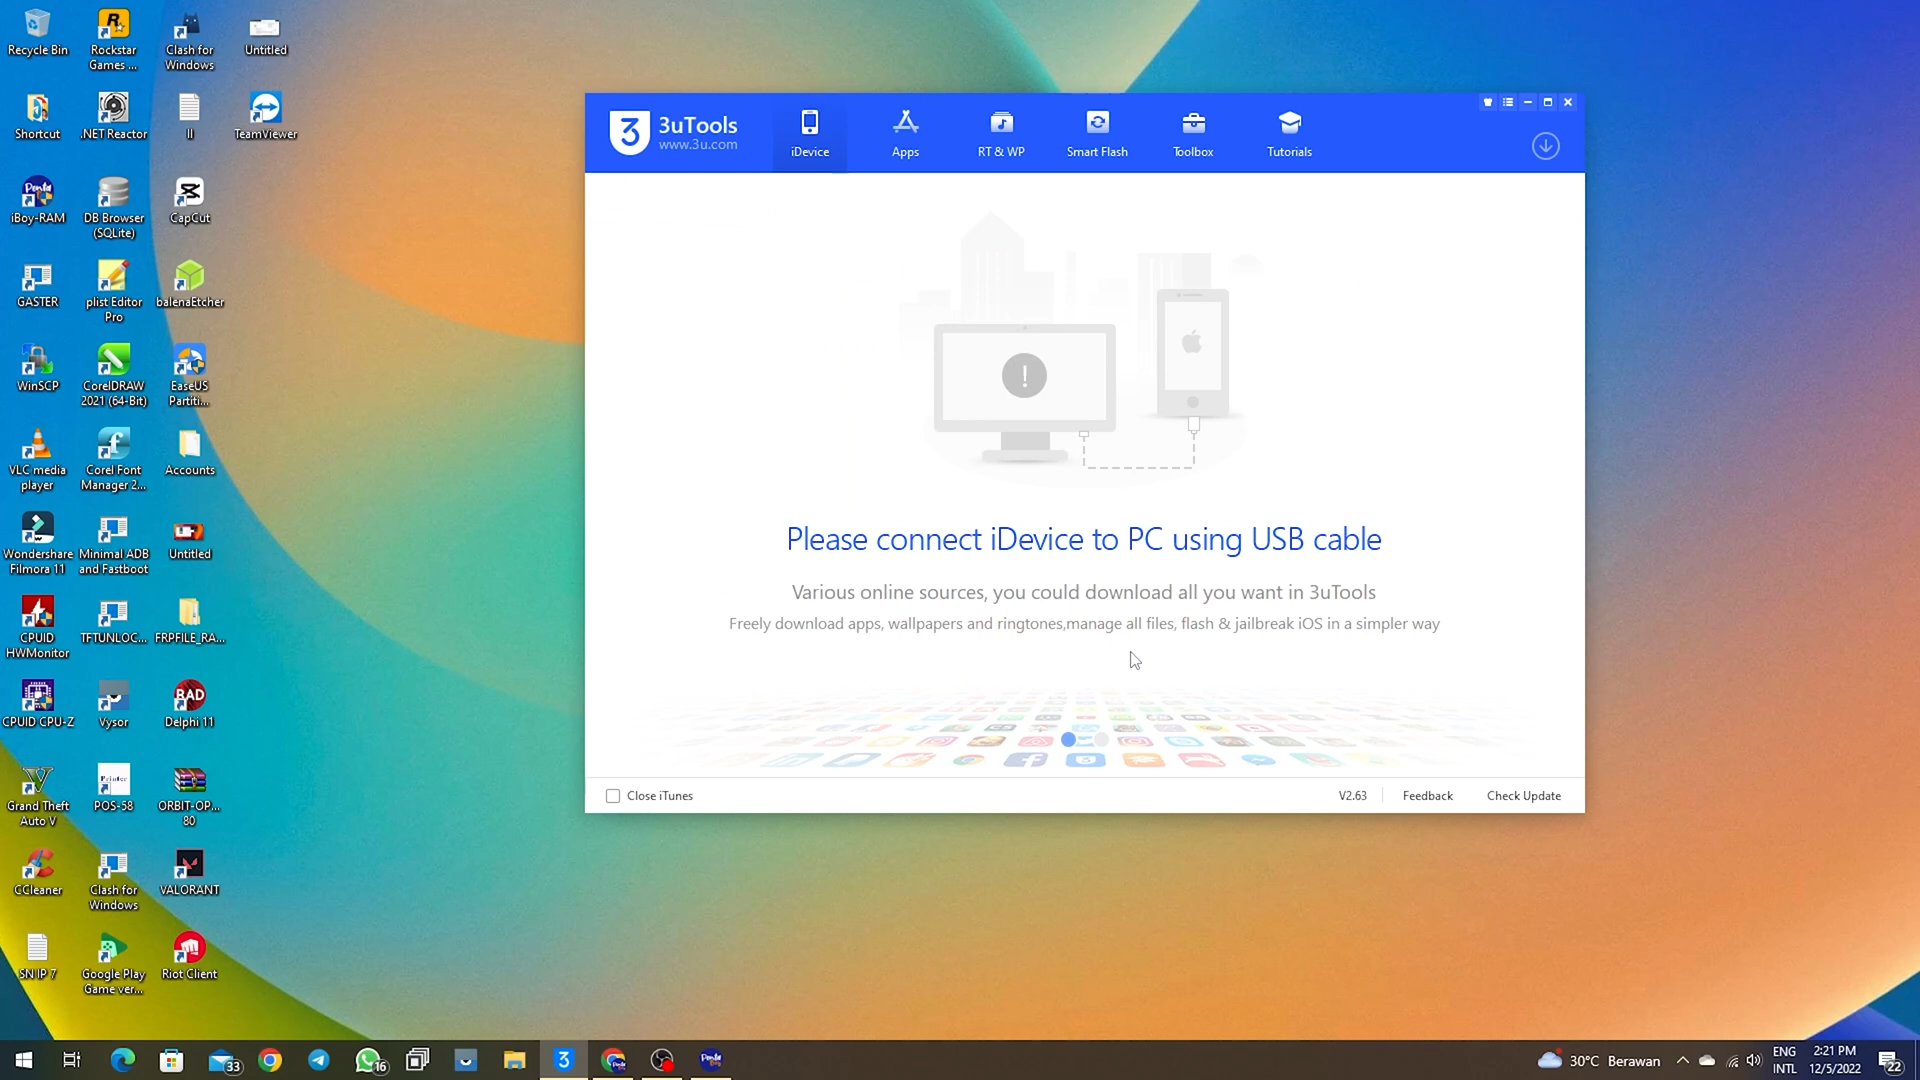 Recycle Bin
Rockstar
Games ...
Clash for
Windows
Untitled
Shortcut
.NET Reactor
II
TeamViewer
iBoy-RAM
DB Browser
(SQLite)
CapCut
GASTER
plist Editor
Pro
balenaEtcher
WinSCP
CorelDRAW
2021 (64-Bit)
EaseUS
Partiti...
VLC media
player
Corel Font
Manager 2...
Accounts
Wondershare
Filmora 11
Minimal ADB
and Fastboot
Untitled
CPUID
HWMonitor
TFTUNLOC...
FRPFILE_RA...
CPUID CPU-Z
Vysor
RAD
Delphi 11
Grand Theft
Auto V
Printer
POS-58
ORBIT-OP...
80
CCleaner
Clash for
Windows
VALORANT
SN IP 7
Google Play
Game ver...
Riot Client
3
3uTools
www.3u.com
iDevice
Apps
RT & WP
Smart Flash
Toolbox
Tutorials
!
Please connect iDevice to PC using USB cable
Various online sources, you could download all you want in 3uTools
Freely download apps, wallpapers and ringtones,manage all files, flash & jailbreak iOS in a simpler way
Close iTunes
V2.63
Feedback
Check Update
33
16
3
30°C Berawan
ENG
INTL
2:21 PM
12/5/2022
22